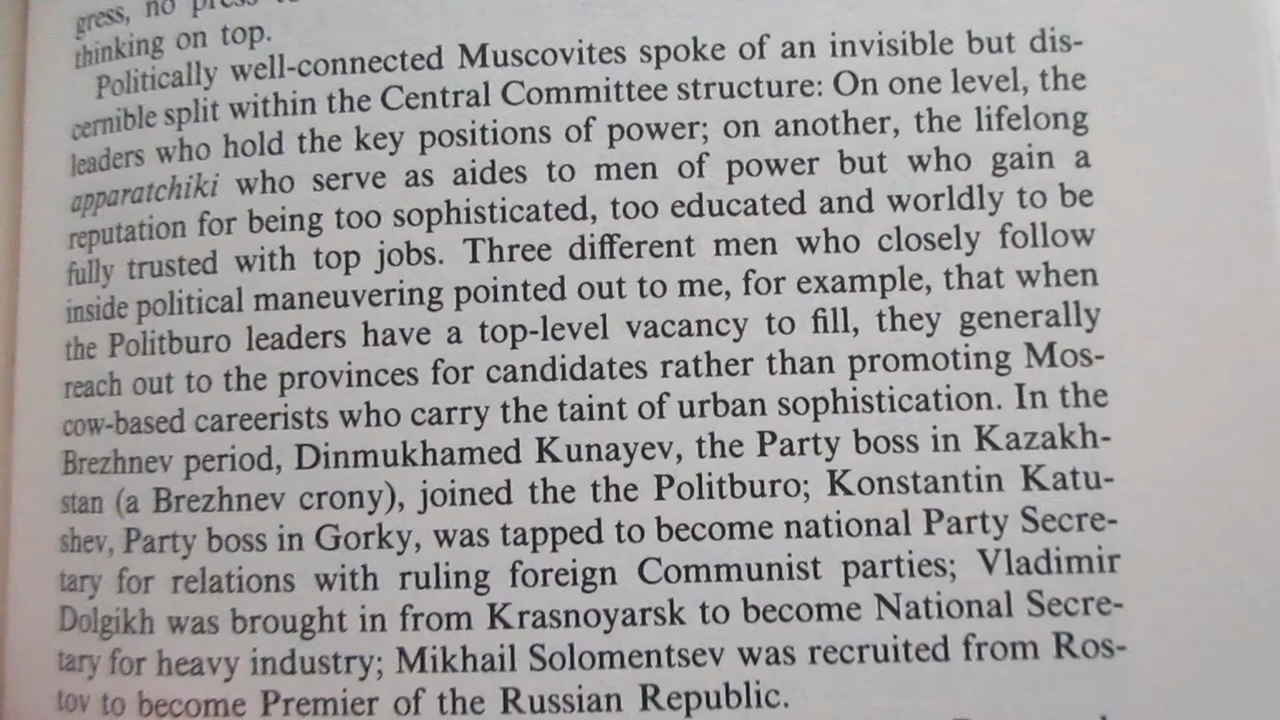 gress, no press
thinking on top.
Politically well-connected Muscovites spoke of an invisible but dis-
cernible split within the Central Committee structure: On one level, the
leaders who hold the key positions of power; on another, the lifelong
apparatchiki who serve as aides to men of power but who gain a
reputation for being too sophisticated, too educated and worldly to be
fully trusted with top jobs. Three different men who closely follow
inside political maneuvering pointed out to me, for example, that when
the Politburo leaders have a top-level vacancy to fill, they generally
reach out to the provinces for candidates rather than promoting Mos-
cow-based careerists who carry the taint of urban sophistication. In the
Brezhnev period, Dinmukhamed Kunayev, the Party boss in Kazakh-
stan (a Brezhnev crony), joined the the Politburo; Konstantin Katu-
shev, Party boss in Gorky, was tapped to become national Party Secre-
tary for relations with ruling foreign Communist parties; Vladimir
Dolgikh was brought in from Krasnoyarsk to become National Secre-
tary for heavy industry; Mikhail Solomentsev was recruited from Ros-
tov to become Premier of the Russian Republic.